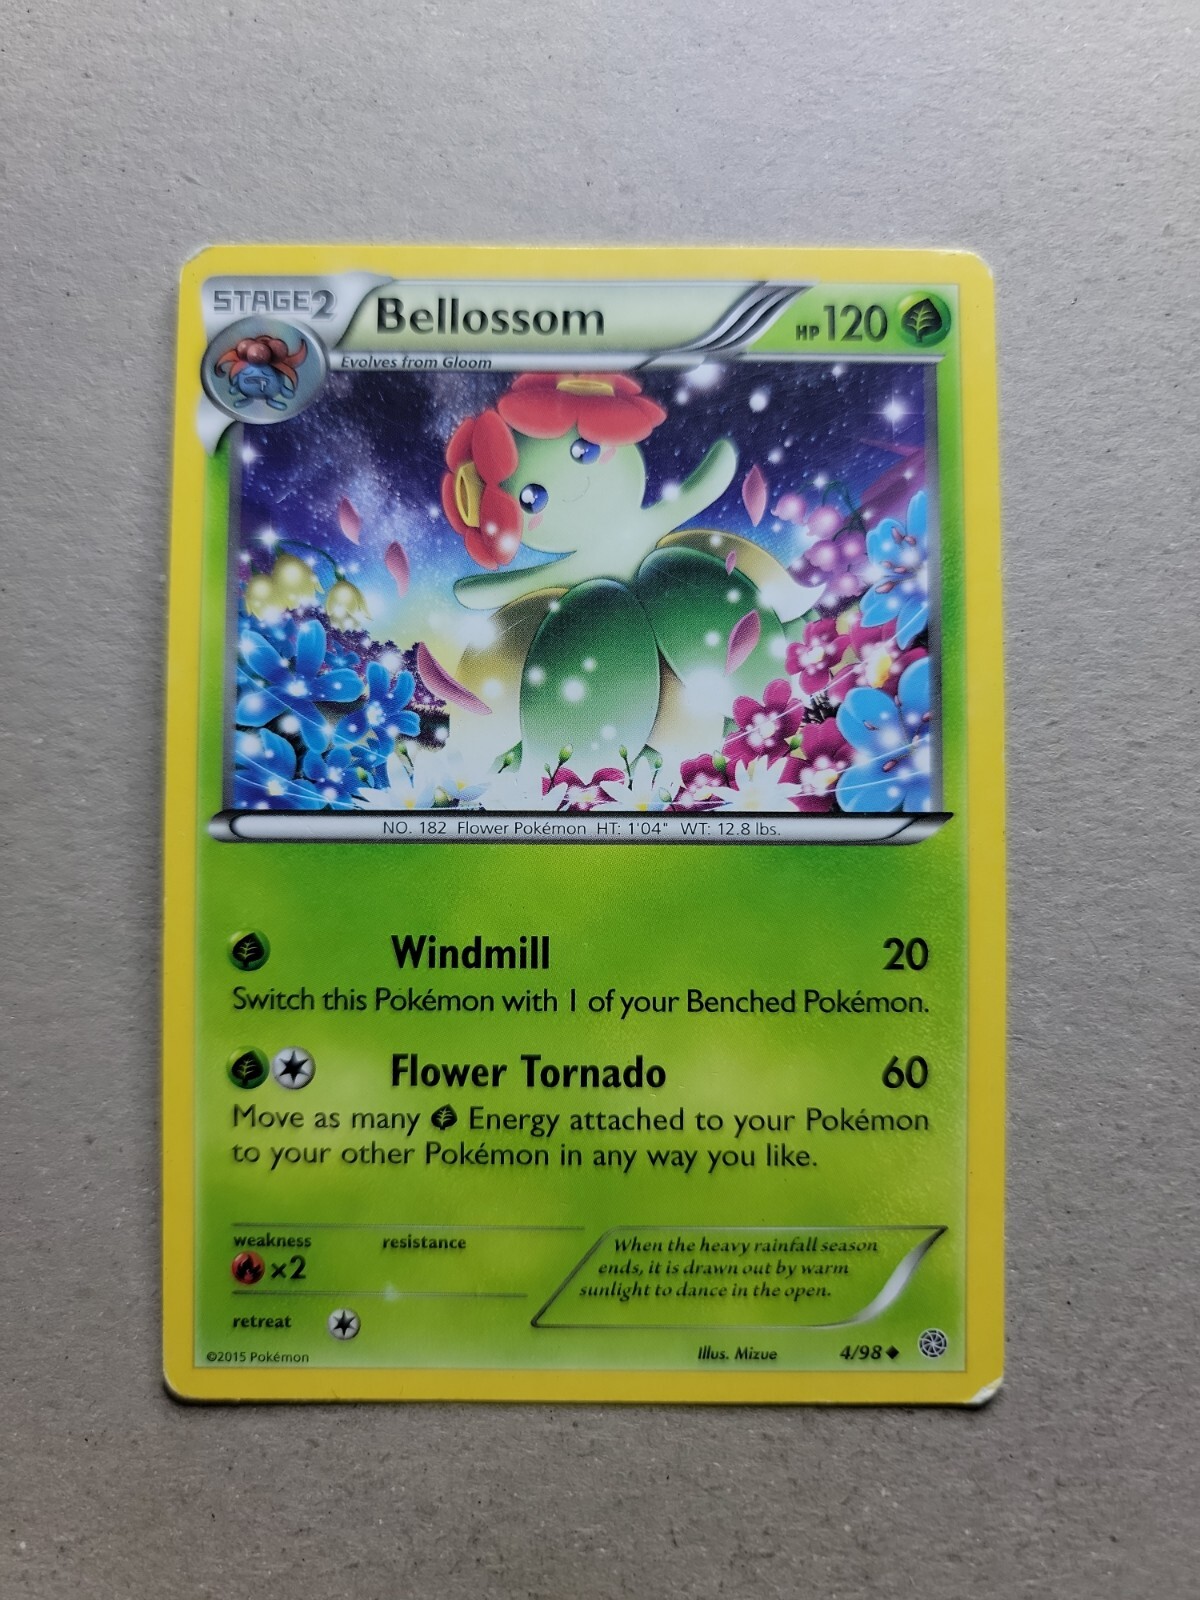 STAGE2
Bellossom
HP 120
Evolves from Gloom
NO. 182 Flower Pokémon HT: 1'04" WT: 12.8 lbs.
Windmill 20
Switch this Pokémon with 1 of your Benched Pokémon.
Flower Tornado 60
Move as many Energy attached to your Pokémon
to your other Pokémon in any way you like.
weakness resistance
×2
retreat
When the heavy rainfall season
ends, it is drawn out by warm
sunlight to dance in the open.
©2015 Pokémon
Illus. Mizue
4/98